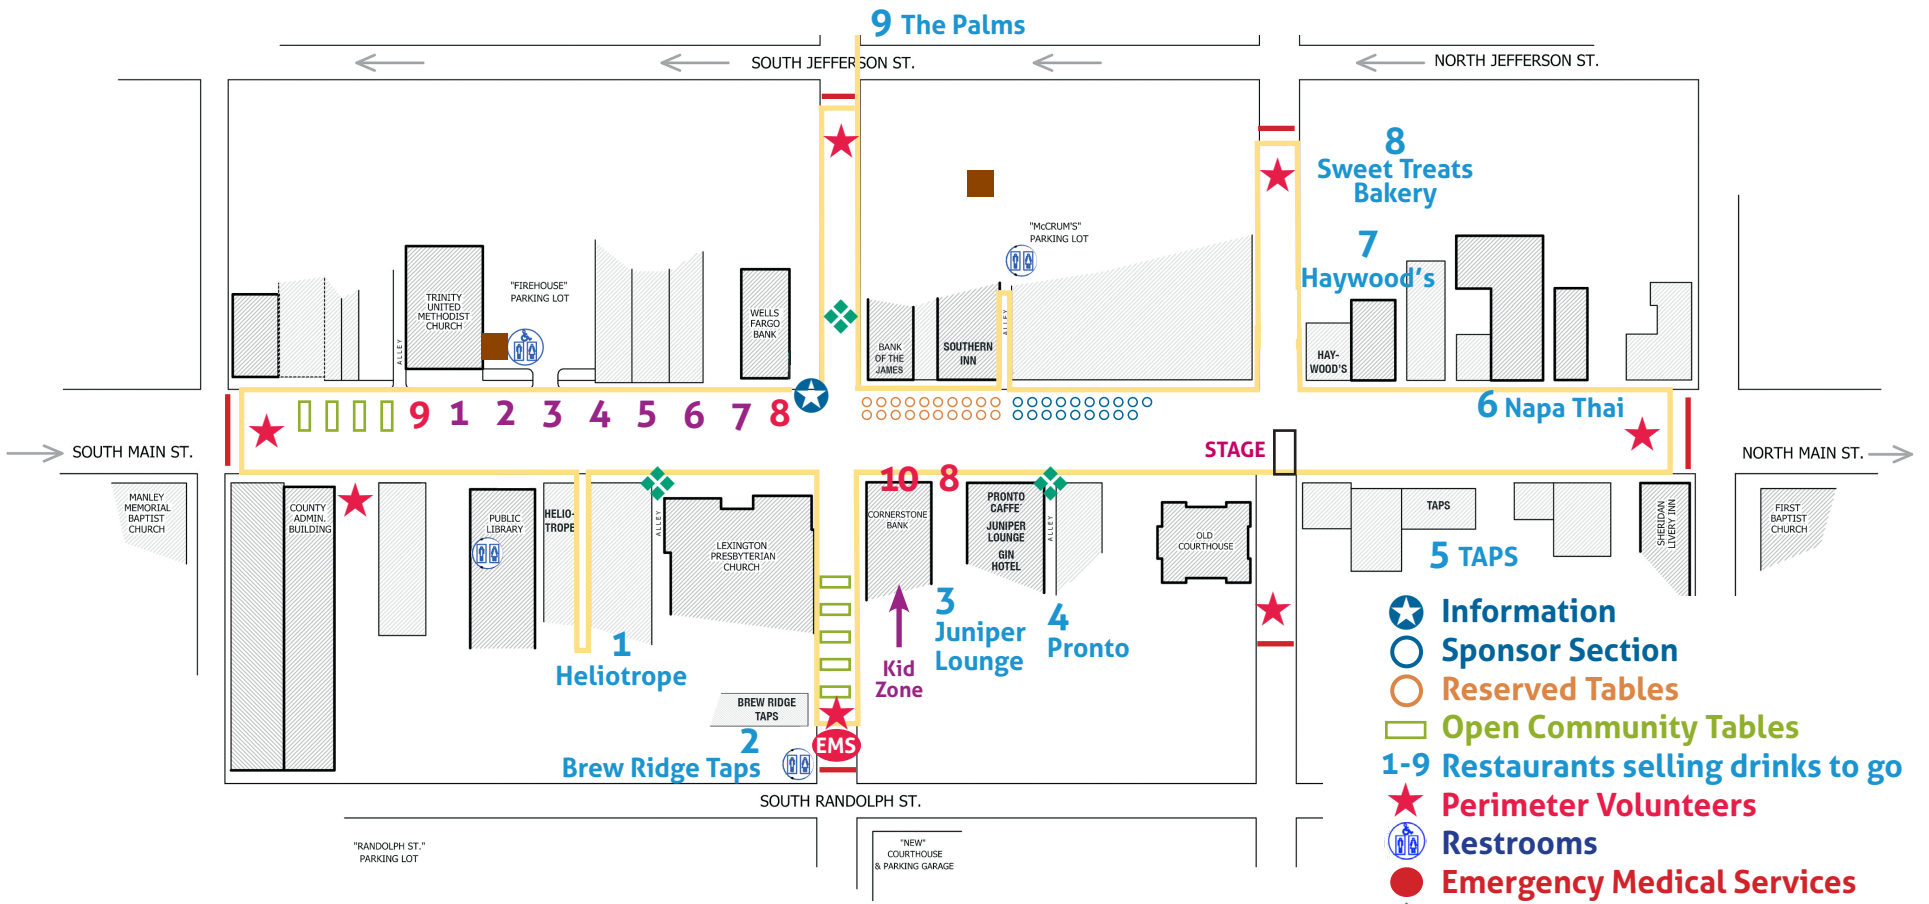 9 The Palms
SOUTH JEFFERSON ST.
NORTH JEFFERSON ST.
8
Sweet Treats
Bakery
7
Haywood's
"McCRUM'S"
PARKING LOT
"FIREHOUSE"
PARKING LOT
TRINITY
UNITED
METHODIST
CHURCH
ALLEY
WELLS
FARGO
BANK
BANK
OF THE
JAMES
SOUTHERN
INN
ALLEY
HAY-
WOOD'S
9 1 2 3 4 5 6 7 8
6 Napa Thai
SOUTH MAIN ST.
STAGE
NORTH MAIN ST.
10 8
MANLEY
MEMORIAL
BAPTIST
CHURCH
COUNTY
ADMIN.
BUILDING
PUBLIC
LIBRARY
HELIO-
TROPE
ALLEY
LEXINGTON
PRESBYTERIAN
CHURCH
CORNERSTONE
BANK
PRONTO
CAFFE
JUNIPER
LOUNGE
GIN
HOTEL
ALLEY
OLD
COURTHOUSE
TAPS
5 TAPS
SHERIDAN
LIVERY INN
FIRST
BAPTIST
CHURCH
1
Heliotrope
3
Juniper
Lounge
4
Pronto
Kid
Zone
BREW RIDGE
TAPS
2
Brew Ridge Taps
EMS
SOUTH RANDOLPH ST.
"RANDOLPH ST."
PARKING LOT
"NEW"
COURTHOUSE
& PARKING GARAGE
Information
Sponsor Section
Reserved Tables
Open Community Tables
1-9 Restaurants selling drinks to go
Perimeter Volunteers
Restrooms
Emergency Medical Services